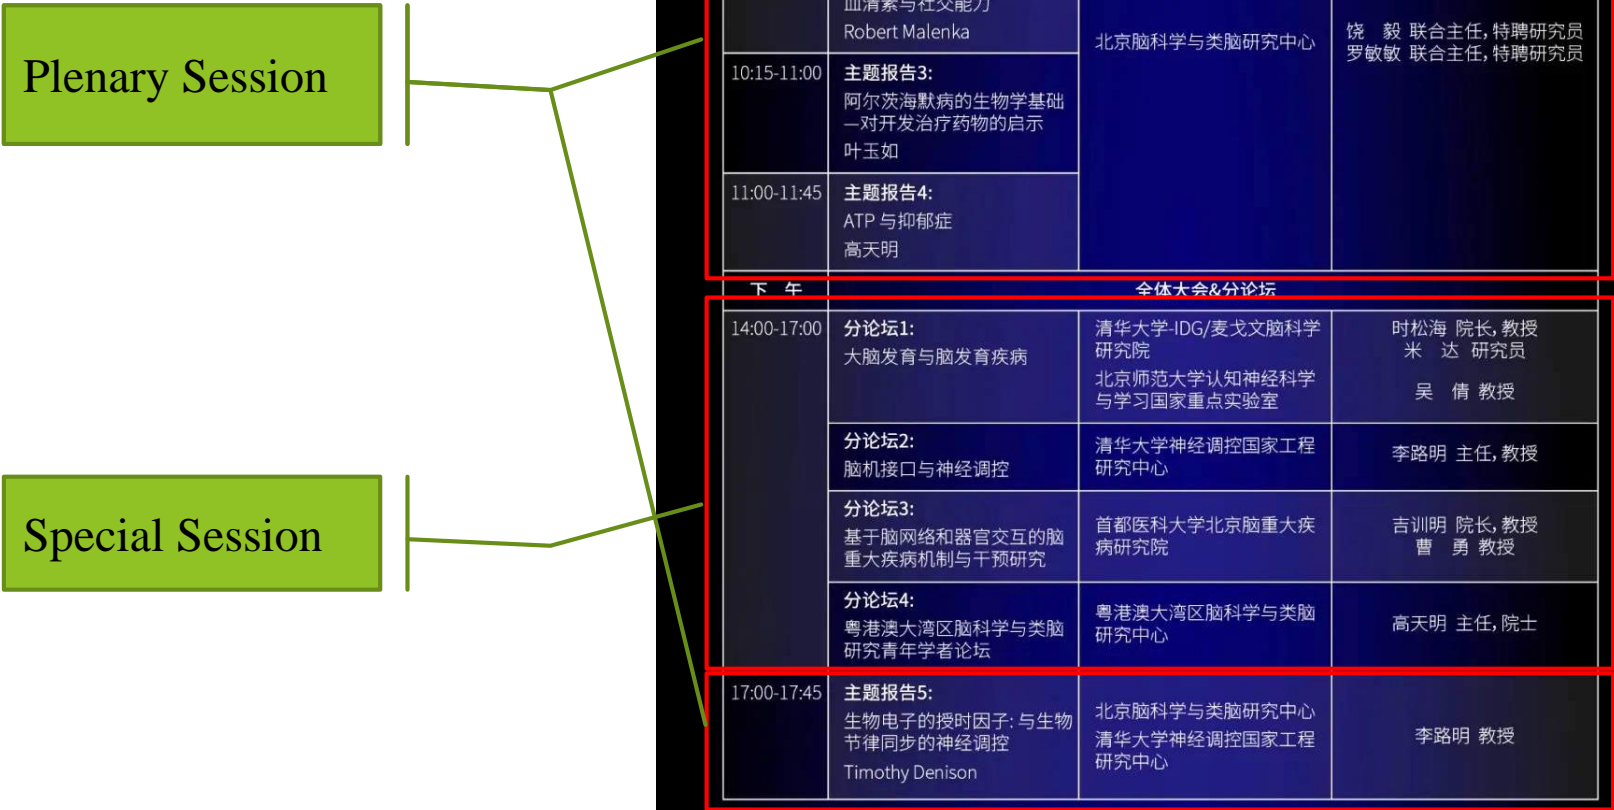 Plenary Session
Special Session
血清素与社交能力
Robert Malenka
北京脑科学与类脑研究中心
饶 毅 联合主任, 特聘研究员
罗敏敏 联合主任, 特聘研究员
10:15-11:00
主题报告3:
阿尔茨海默病的生物学基础
—对开发治疗药物的启示
叶玉如
11:00-11:45
主题报告4:
ATP 与抑郁症
高天明
下 午
全体大会&分论坛
14:00-17:00
分论坛1:
大脑发育与脑发育疾病
清华大学-IDG/麦戈文脑科学
研究院
北京师范大学认知神经科学
与学习国家重点实验室
时松海 院长, 教授
米 达 研究员
吴 倩 教授
分论坛2:
脑机接口与神经调控
清华大学神经调控国家工程
研究中心
李路明 主任, 教授
分论坛3:
基于脑网络和器官交互的脑
重大疾病机制与干预研究
首都医科大学北京脑重大疾
病研究院
吉训明 院长, 教授
曹 勇 教授
分论坛4:
粤港澳大湾区脑科学与类脑
研究青年学者论坛
粤港澳大湾区脑科学与类脑
研究中心
高天明 主任, 院士
17:00-17:45
主题报告5:
生物电子的授时因子: 与生物
节律同步的神经调控
Timothy Denison
北京脑科学与类脑研究中心
清华大学神经调控国家工程
研究中心
李路明 教授